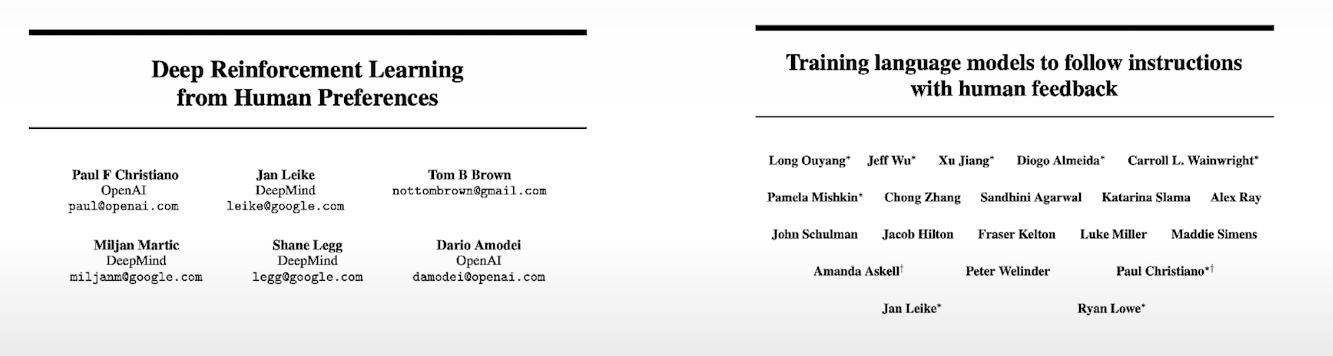 Deep Reinforcement Learning
from Human Preferences
Paul F Christiano
OpenAI
paul@openai.com
Jan Leike
DeepMind
leike@google.com
Tom B Brown
nottombrown@gmail.com
Miljan Martic
DeepMind
miljanm@google.com
Shane Legg
DeepMind
legg@google.com
Dario Amodei
OpenAI
damodei@openai.com
Training language models to follow instructions
with human feedback
Long Ouyang* Jeff Wu* Xu Jiang* Diogo Almeida* Carroll L. Wainwright*
Pamela Mishkin* Chong Zhang Sandhini Agarwal Katarina Slama Alex Ray
John Schulman Jacob Hilton Fraser Kelton Luke Miller Maddie Simens
Amanda Askell† Peter Welinder Paul Christiano*†
Jan Leike* Ryan Lowe*